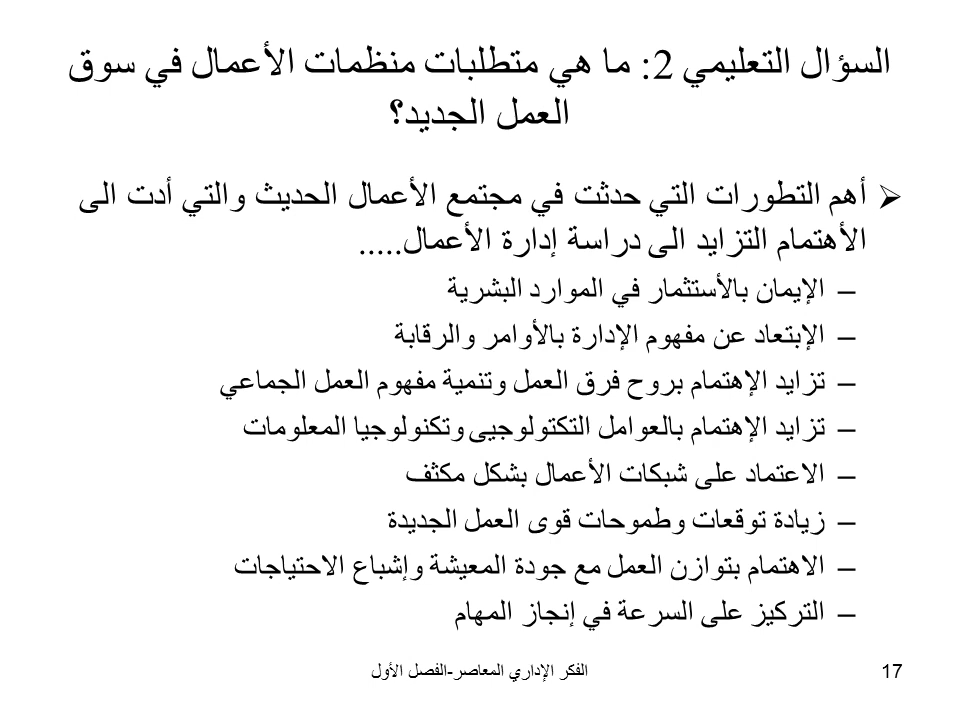 السؤال التعليمي 2: ما هي متطلبات منظمات الأعمال في سوق
العمل الجديد؟
➢ أهم التطورات التي حدثت في مجتمع الأعمال الحديث والتي أدت الى
الأهتمام التزايد الى دراسة إدارة الأعمال.....
– الإيمان بالأستثمار في الموارد البشرية
– الإبتعاد عن مفهوم الإدارة بالأوامر والرقابة
– تزايد الإهتمام بروح فرق العمل وتنمية مفهوم العمل الجماعي
– تزايد الإهتمام بالعوامل التكتولوجيى وتكنولوجيا المعلومات
– الاعتماد على شبكات الأعمال بشكل مكثف
– زيادة توقعات وطموحات قوى العمل الجديدة
– الاهتمام بتوازن العمل مع جودة المعيشة وإشباع الاحتياجات
– التركيز على السرعة في إنجاز المهام
17
الفكر الإداري المعاصر-الفصل الأول